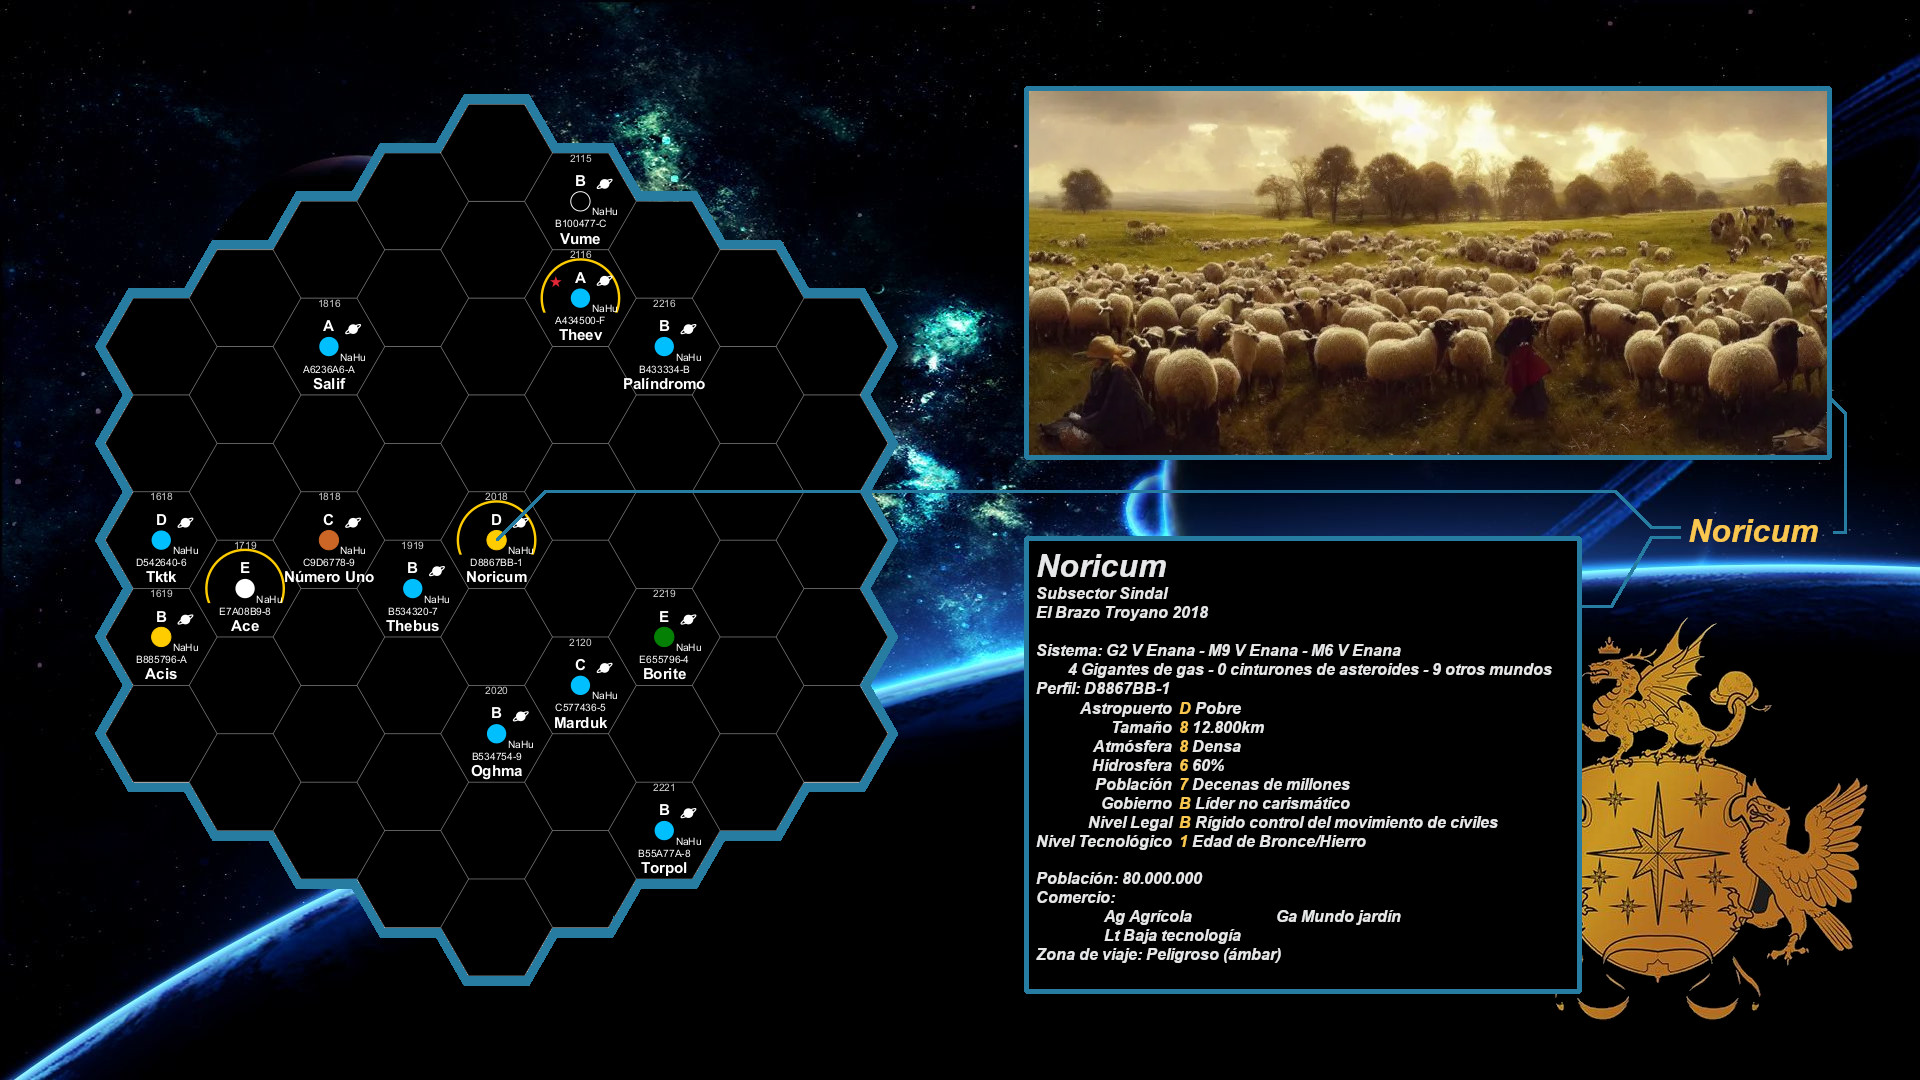 2115
B
NaHu
B100477-C
Vume
2116
A
NaHu
A434500-F
Theev
1816
A
NaHu
A6236A6-A
Salif
2216
B
NaHu
B433334-B
Palíndromo
1618
D
NaHu
D542640-6
Tktk
1818
C
NaHu
C9D6778-9
Número Uno
2018
D
NaHu
D8867BB-1
Noricum
1719
E
NaHu
E7A08B9-8
Ace
1919
B
NaHu
B534320-7
Thebus
1619
B
NaHu
B885796-A
Acis
2219
E
NaHu
E655796-4
Borite
2120
C
NaHu
C577436-5
Marduk
2020
B
NaHu
B534754-9
Oghma
2221
B
NaHu
B55A77A-8
Torpol
Noricum
Noricum
Subsector Sindal
El Brazo Troyano 2018
Sistema: G2 V Enana - M9 V Enana - M6 V Enana
4 Gigantes de gas - 0 cinturones de asteroides - 9 otros mundos
Perfil: D8867BB-1
Astropuerto D Pobre
Tamaño 8 12.800km
Atmósfera 8 Densa
Hidrosfera 6 60%
Población 7 Decenas de millones
Gobierno B Líder no carismático
Nivel Legal B Rígido control del movimiento de civiles
Nivel Tecnológico 1 Edad de Bronce/Hierro
Población: 80.000.000
Comercio:
Ag Agrícola Ga Mundo jardín
Lt Baja tecnología
Zona de viaje: Peligroso (ámbar)